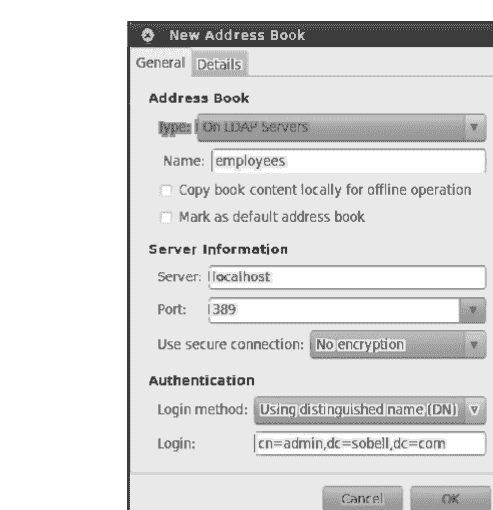 New Address Book
General Details
Address Book
Type: On LDAP Servers
Name: employees
Copy book content locally for offline operation
Mark as default address book
Server Information
Server: localhost
Port: 389
Use secure connection: No encryption
Authentication
Login method: Using distinguished name (DN)
Login: cn=admin,dc=sobell,dc=com
Cancel OK